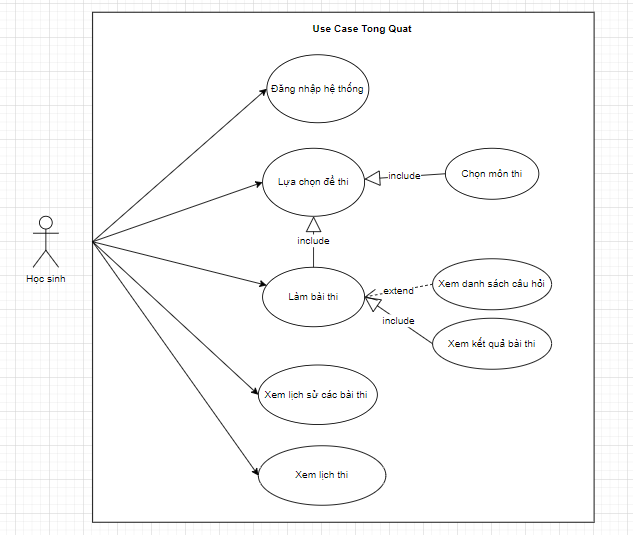 Use Case Tong Quat
Đăng nhập hệ thống
Lựa chọn đề thi
include
Chọn môn thi
include
Học sinh
Làm bài thi
extend
Xem danh sách câu hỏi
include
Xem kết quả bài thi
Xem lịch sử các bài thi
Xem lịch thi